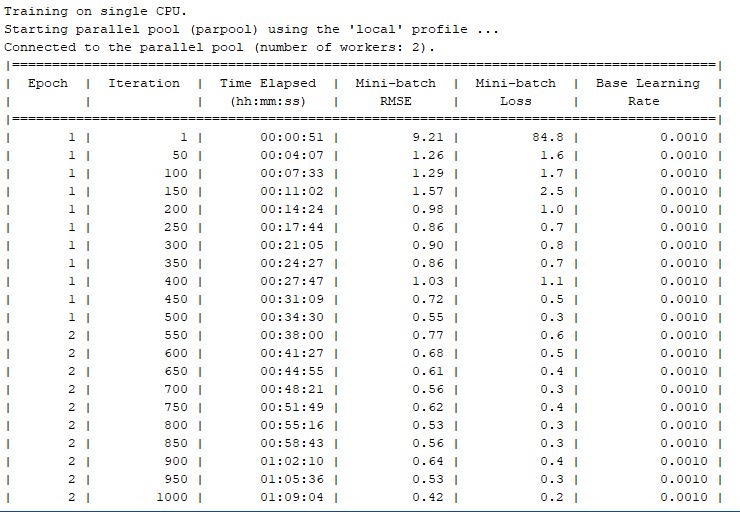 Training on single CPU.
Starting parallel pool (parpool) using the 'local' profile ...
Connected to the parallel pool (number of workers: 2).
|======================================================================================|
| Epoch | Iteration | Time Elapsed | Mini-batch | Mini-batch | Base Learning |
| | | (hh:mm:ss) | RMSE | Loss | Rate |
|======================================================================================|
| 1 | 1 | 00:00:51 | 9.21 | 84.8 | 0.0010 |
| 1 | 50 | 00:04:07 | 1.26 | 1.6 | 0.0010 |
| 1 | 100 | 00:07:33 | 1.29 | 1.7 | 0.0010 |
| 1 | 150 | 00:11:02 | 1.57 | 2.5 | 0.0010 |
| 1 | 200 | 00:14:24 | 0.98 | 1.0 | 0.0010 |
| 1 | 250 | 00:17:44 | 0.86 | 0.7 | 0.0010 |
| 1 | 300 | 00:21:05 | 0.90 | 0.8 | 0.0010 |
| 1 | 350 | 00:24:27 | 0.86 | 0.7 | 0.0010 |
| 1 | 400 | 00:27:47 | 1.03 | 1.1 | 0.0010 |
| 1 | 450 | 00:31:09 | 0.72 | 0.5 | 0.0010 |
| 1 | 500 | 00:34:30 | 0.55 | 0.3 | 0.0010 |
| 2 | 550 | 00:38:00 | 0.77 | 0.6 | 0.0010 |
| 2 | 600 | 00:41:27 | 0.68 | 0.5 | 0.0010 |
| 2 | 650 | 00:44:55 | 0.61 | 0.4 | 0.0010 |
| 2 | 700 | 00:48:21 | 0.56 | 0.3 | 0.0010 |
| 2 | 750 | 00:51:49 | 0.62 | 0.4 | 0.0010 |
| 2 | 800 | 00:55:16 | 0.53 | 0.3 | 0.0010 |
| 2 | 850 | 00:58:43 | 0.56 | 0.3 | 0.0010 |
| 2 | 900 | 01:02:10 | 0.64 | 0.4 | 0.0010 |
| 2 | 950 | 01:05:36 | 0.53 | 0.3 | 0.0010 |
| 2 | 1000 | 01:09:04 | 0.42 | 0.2 | 0.0010 |